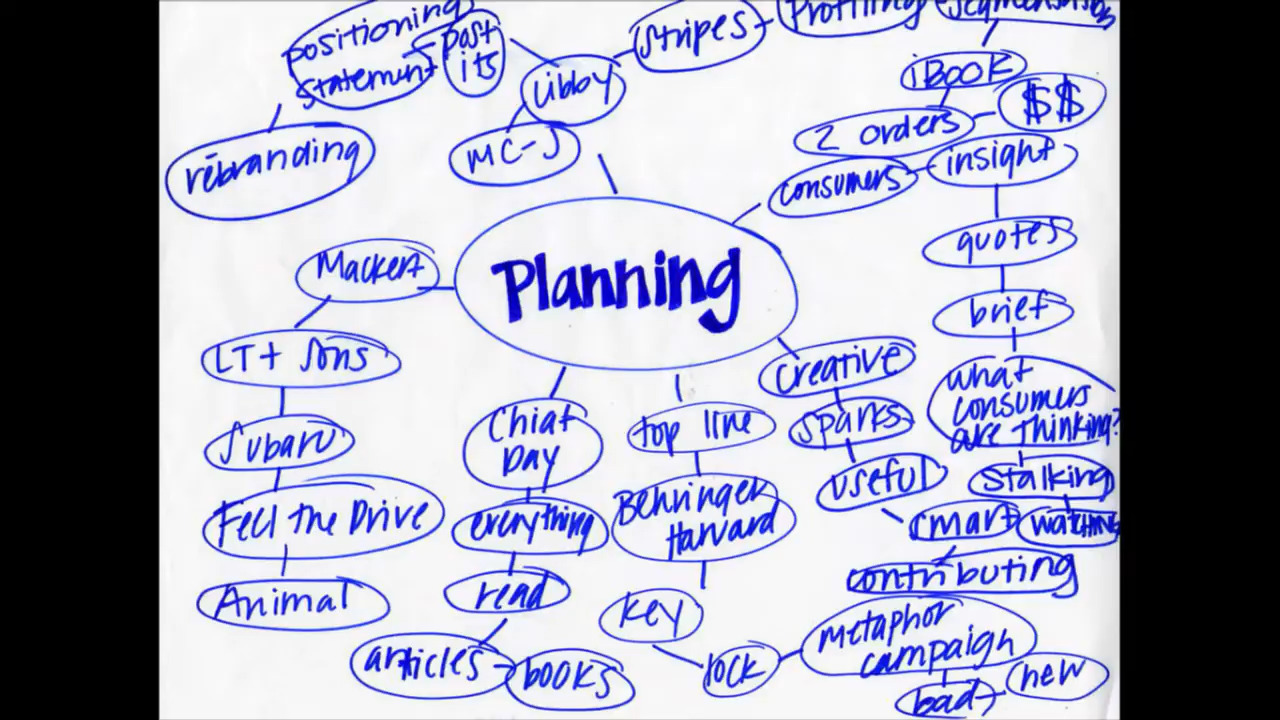 positioning
statement
post
its
stripes
Profiling
segmentation
Libby
MC-J
rebranding
iBOOK
$$
2 orders
insight
consumers
quotes
brief
what
consumers
are thinking?
stalking
watching
Planning
Mackert
LT + Sons
Subaru
Feel the Drive
Animal
Chiat
Day
everything
read
articles
books
top line
Behringer
Harvard
key
lock
metaphor
campaign
bad
new
creative
sparks
useful
smart
contributing